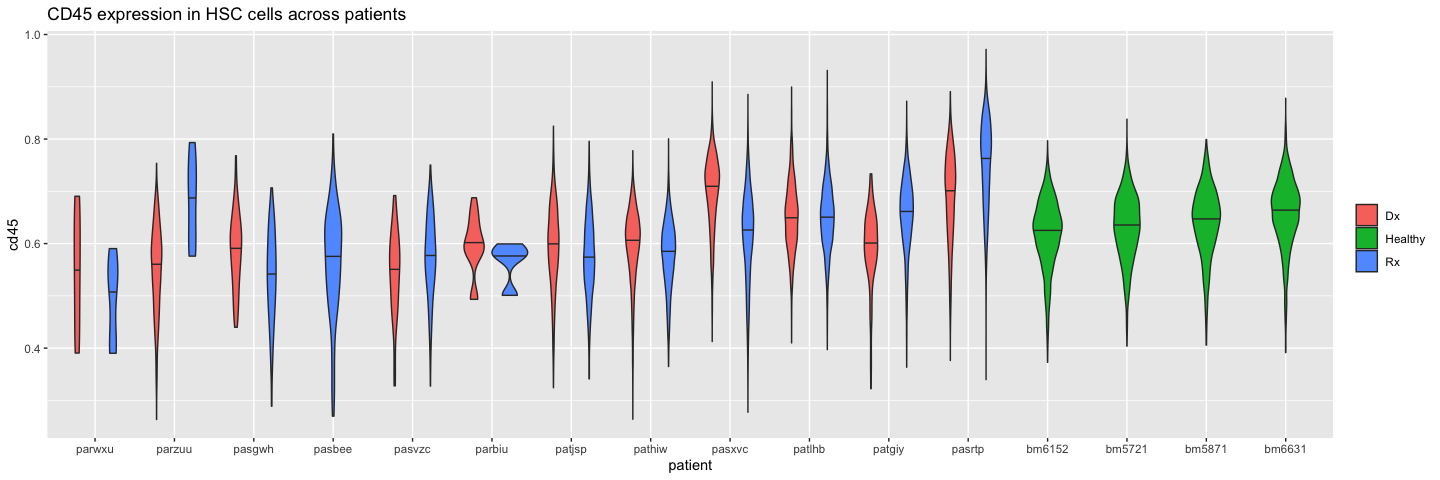 CD45 expression in HSC cells across patients
1.0
0.8
0.6
0.4
cd45
parwxu parzuu pasgwh pasbee pasvzc parbiu patjsp pathiw pasxvc patlhb patgiy pasrtp bm6152 bm5721 bm5871 bm6631
patient
Dx
Healthy
Rx